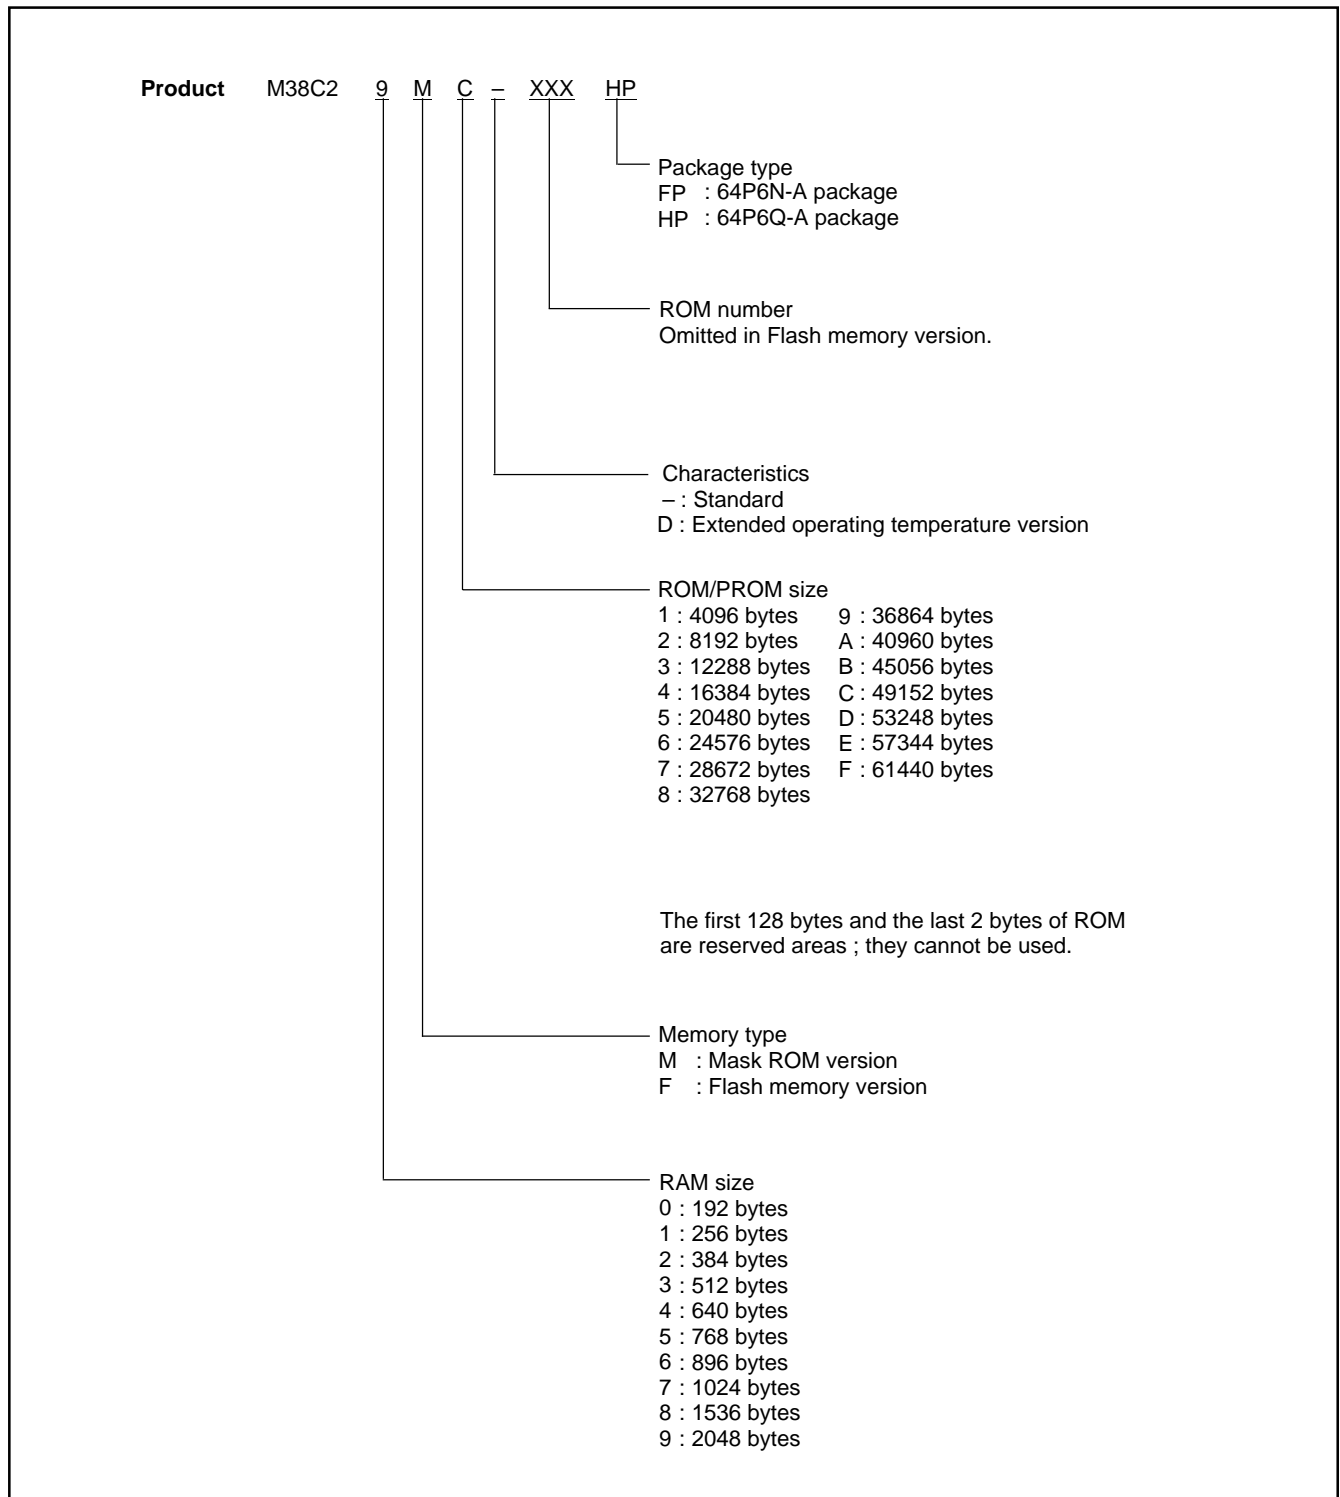 Product M38C2 9 M C – XXX HP
Package type
FP : 64P6N-A package
HP : 64P6Q-A package
ROM number
Omitted in Flash memory version.
Characteristics
– : Standard
D : Extended operating temperature version
ROM/PROM size
1 : 4096 bytes 9 : 36864 bytes
2 : 8192 bytes A : 40960 bytes
3 : 12288 bytes B : 45056 bytes
4 : 16384 bytes C : 49152 bytes
5 : 20480 bytes D : 53248 bytes
6 : 24576 bytes E : 57344 bytes
7 : 28672 bytes F : 61440 bytes
8 : 32768 bytes
The first 128 bytes and the last 2 bytes of ROM
are reserved areas ; they cannot be used.
Memory type
M : Mask ROM version
F : Flash memory version
RAM size
0 : 192 bytes
1 : 256 bytes
2 : 384 bytes
3 : 512 bytes
4 : 640 bytes
5 : 768 bytes
6 : 896 bytes
7 : 1024 bytes
8 : 1536 bytes
9 : 2048 bytes